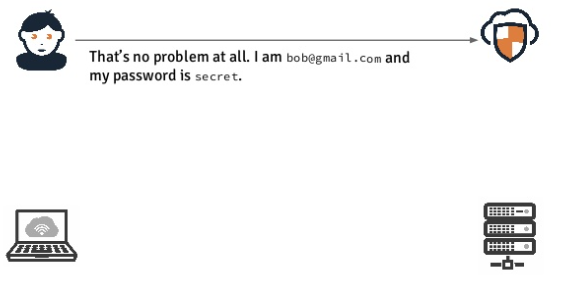 That's no problem at all. I am bob@gmail.com and
my password is secret.